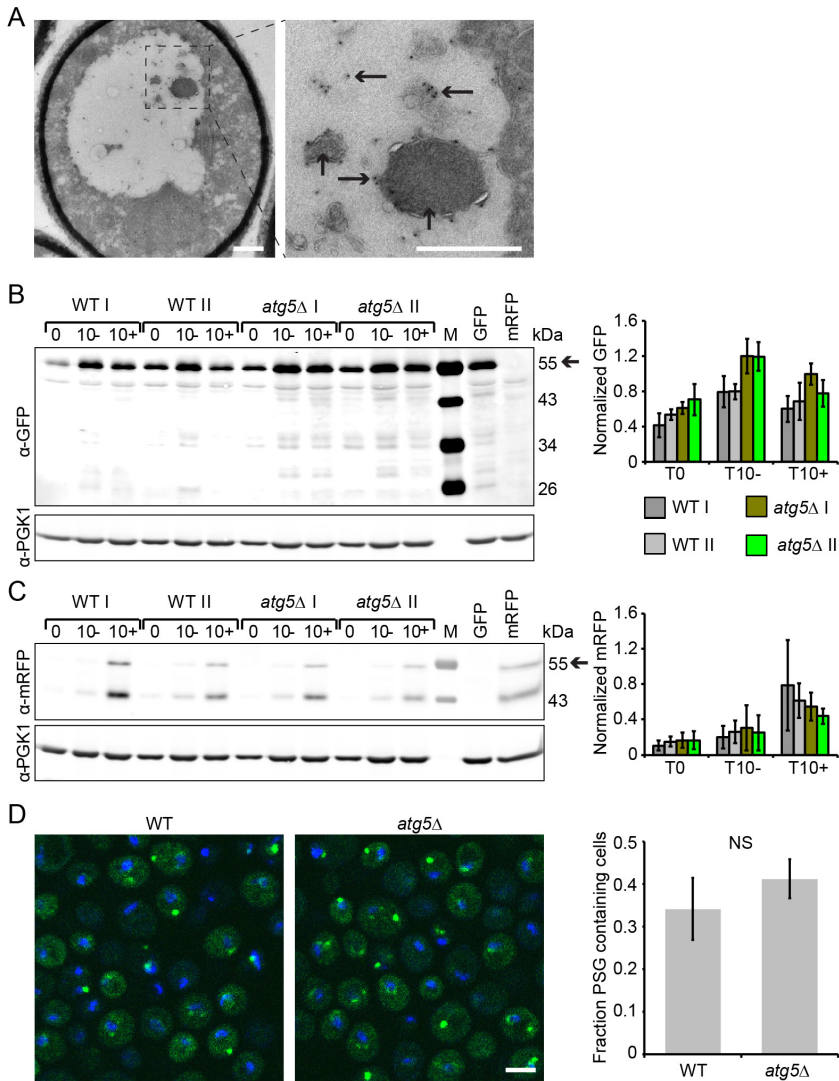 A
B
WT I WT II atg5Δ I atg5Δ II
0 10- 10+ 0 10- 10+ 0 10- 10+ 0 10- 10+ M GFP mRFP kDa
α-GFP
55
43
34
26
α-PGK1
Normalized GFP
1.6
1.2
0.8
0.4
0
T0 T10- T10+
WT I atg5Δ I
WT II atg5Δ II
C
WT I WT II atg5Δ I atg5Δ II
0 10- 10+ 0 10- 10+ 0 10- 10+ 0 10- 10+ M GFP mRFP kDa
α-mRFP
55
43
α-PGK1
Normalized mRFP
1.6
1.2
0.8
0.4
0
T0 T10- T10+
D
WT atg5Δ
Fraction PSG containing cells
NS
0.5
0.4
0.3
0.2
0.1
0
WT atg5Δ